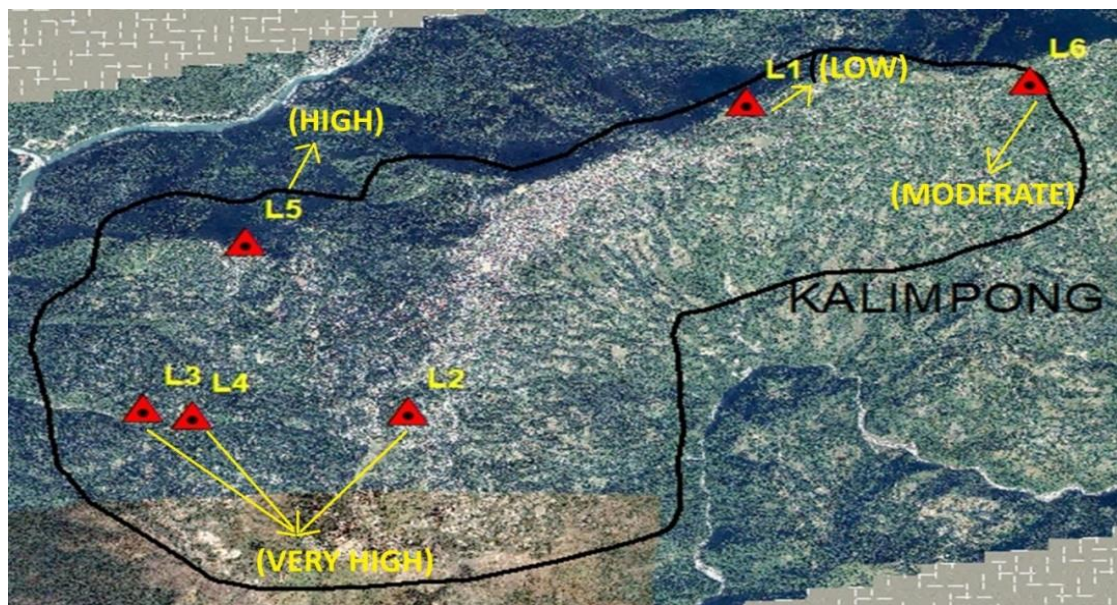 L6
L1 (LOW)
(HIGH)
(MODERATE)
L5
KALIMPONG
L3 L4
L2
(VERY HIGH)